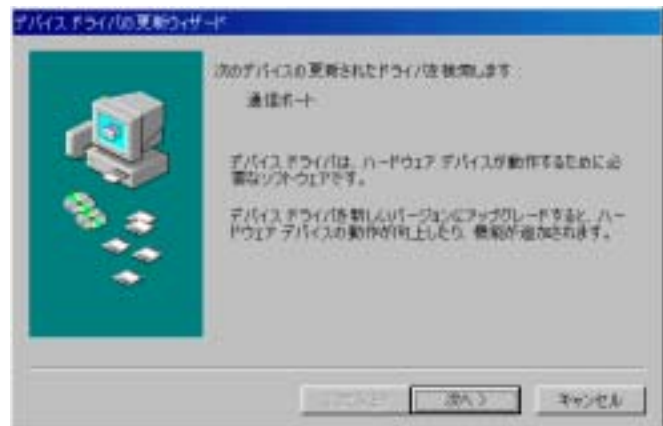 デバイス ドライバの更新ウィザード
次のデバイスの更新されたドライバを検索します :
通信ポート
デバイス ドライバは、ハードウェア デバイスが動作するために必
要なソフトウェアです。
デバイス ドライバを新しいバージョンにアップグレードすると、ハー
ドウェア デバイスの動作が向上したり、機能が追加されます。
次へ >
キャンセル